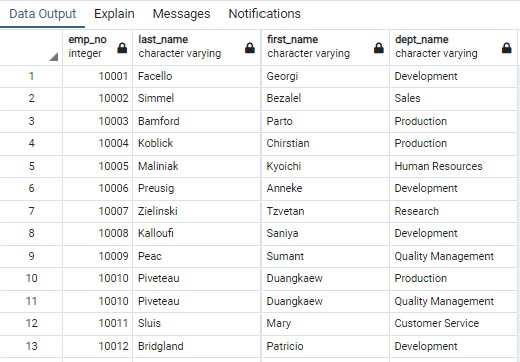 Data Output Explain Messages Notifications
emp_no last_name first_name dept_name
integer character varying character varying character varying
1 10001 Facello Georgi Development
2 10002 Simmel Bezalel Sales
3 10003 Bamford Parto Production
4 10004 Koblick Chirstian Production
5 10005 Maliniak Kyoichi Human Resources
6 10006 Preusig Anneke Development
7 10007 Zielinski Tzvetan Research
8 10008 Kalloufi Saniya Development
9 10009 Peac Sumant Quality Management
10 10010 Piveteau Duangkaew Production
11 10010 Piveteau Duangkaew Quality Management
12 10011 Sluis Mary Customer Service
13 10012 Bridgland Patricio Development